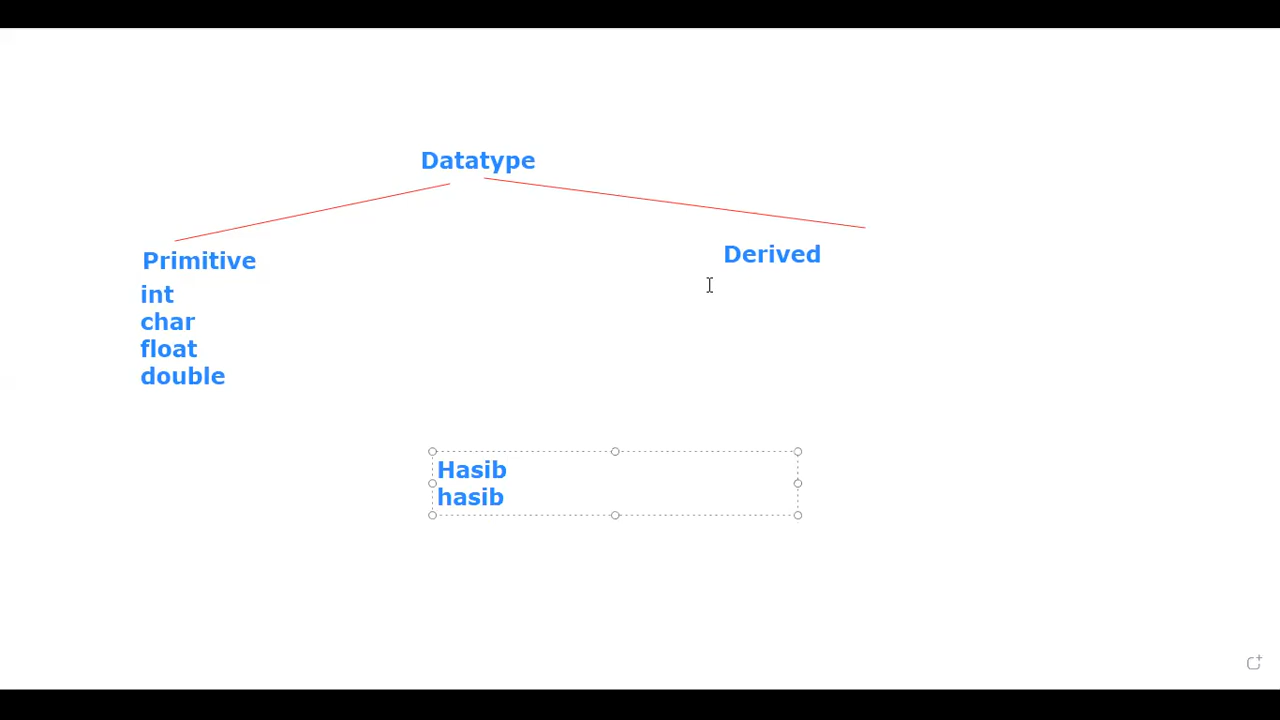 Datatype
Primitive
Derived
int
char
float
double
Hasib
hasib